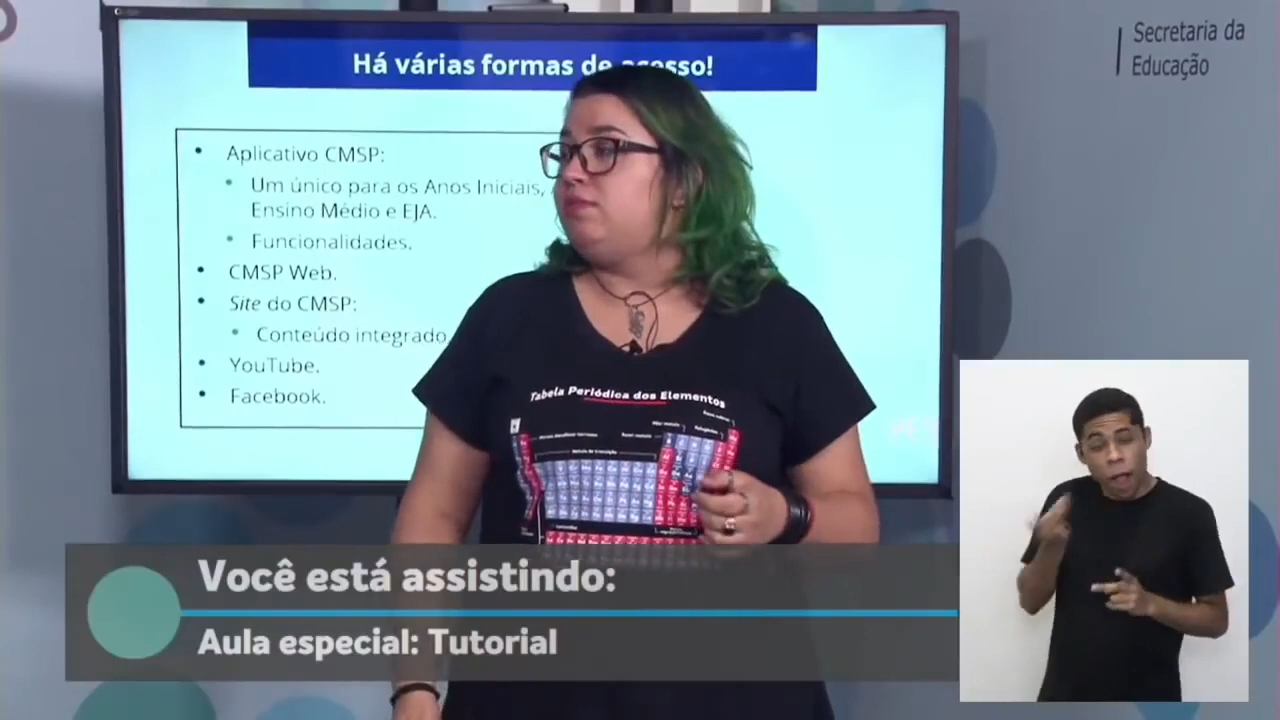 Há várias formas de acesso!
Secretaria da
Educação
Aplicativo CMSP:
Um único para os Anos Iniciais,
Ensino Médio e EJA.
Funcionalidades.
CMSP Web.
Site do CMSP:
Conteúdo integrado
YouTube.
Facebook.
Tabela Periódica dos Elementos
Você está assistindo:
Aula especial: Tutorial